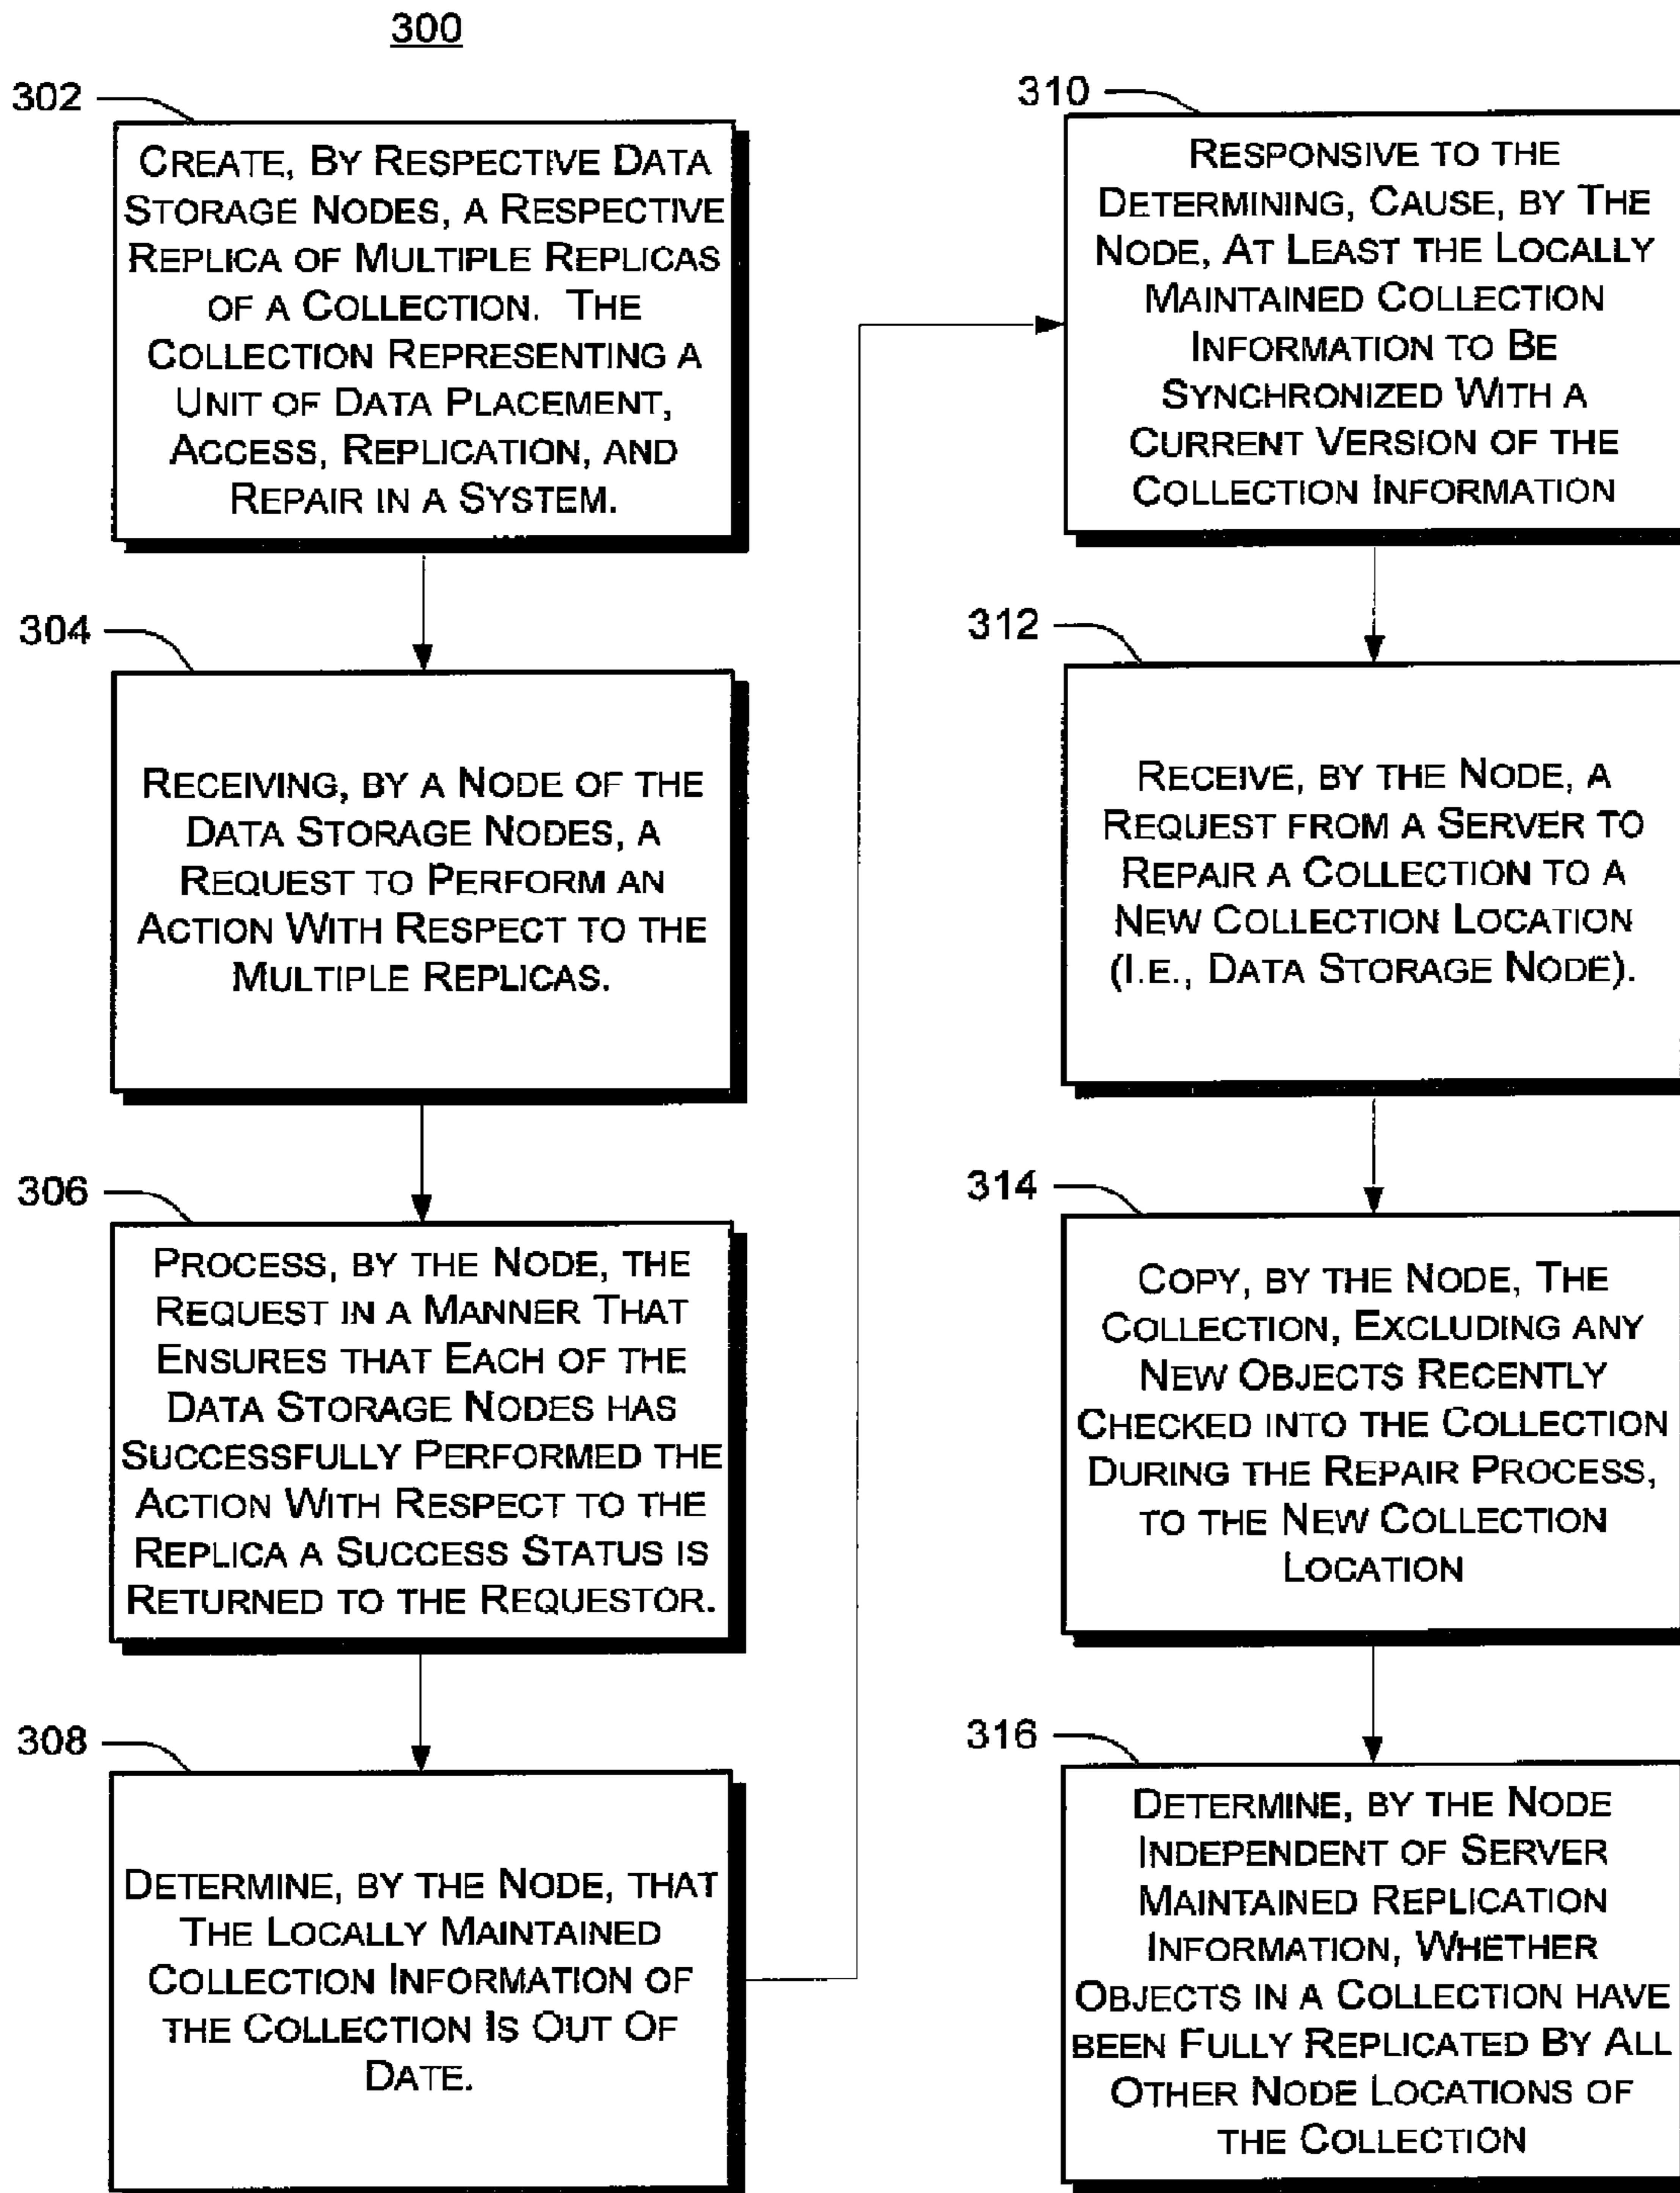 300
302
CREATE, BY RESPECTIVE DATA
STORAGE NODES, A RESPECTIVE
REPLICA OF MULTIPLE REPLICAS
OF A COLLECTION. THE
COLLECTION REPRESENTING A
UNIT OF DATA PLACEMENT,
ACCESS, REPLICATION, AND
REPAIR IN A SYSTEM.
304
RECEIVING, BY A NODE OF THE
DATA STORAGE NODES, A
REQUEST TO PERFORM AN
ACTION WITH RESPECT TO THE
MULTIPLE REPLICAS.
306
PROCESS, BY THE NODE, THE
REQUEST IN A MANNER THAT
ENSURES THAT EACH OF THE
DATA STORAGE NODES HAS
SUCCESSFULLY PERFORMED THE
ACTION WITH RESPECT TO THE
REPLICA A SUCCESS STATUS IS
RETURNED TO THE REQUESTOR.
308
DETERMINE, BY THE NODE, THAT
THE LOCALLY MAINTAINED
COLLECTION INFORMATION OF
THE COLLECTION IS OUT OF
DATE.
310
RESPONSIVE TO THE
DETERMINING, CAUSE, BY THE
NODE, AT LEAST THE LOCALLY
MAINTAINED COLLECTION
INFORMATION TO BE
SYNCHRONIZED WITH A
CURRENT VERSION OF THE
COLLECTION INFORMATION
312
RECEIVE, BY THE NODE, A
REQUEST FROM A SERVER TO
REPAIR A COLLECTION TO A
NEW COLLECTION LOCATION
(I.E., DATA STORAGE NODE).
314
COPY, BY THE NODE, THE
COLLECTION, EXCLUDING ANY
NEW OBJECTS RECENTLY
CHECKED INTO THE COLLECTION
DURING THE REPAIR PROCESS,
TO THE NEW COLLECTION
LOCATION
316
DETERMINE, BY THE NODE
INDEPENDENT OF SERVER
MAINTAINED REPLICATION
INFORMATION, WHETHER
OBJECTS IN A COLLECTION HAVE
BEEN FULLY REPLICATED BY ALL
OTHER NODE LOCATIONS OF
THE COLLECTION